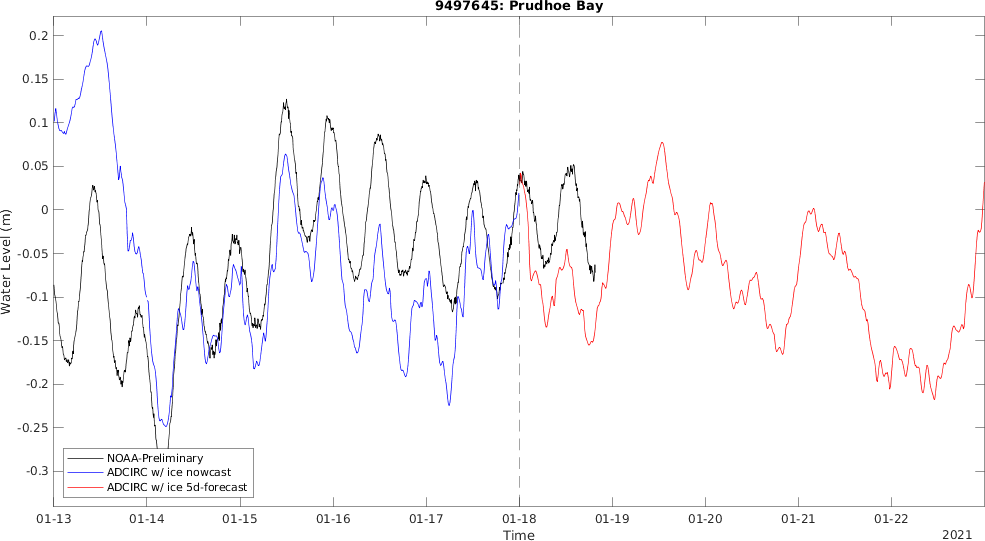 9497645: Prudhoe Bay
Water Level (m)
0.2
0.15
0.1
0.05
0
-0.05
-0.1
-0.15
-0.2
-0.25
-0.3
NOAA-Preliminary
ADCIRC w/ ice nowcast
ADCIRC w/ ice 5d-forecast
01-13 01-14 01-15 01-16 01-17 01-18 01-19 01-20 01-21 01-22
Time
2021